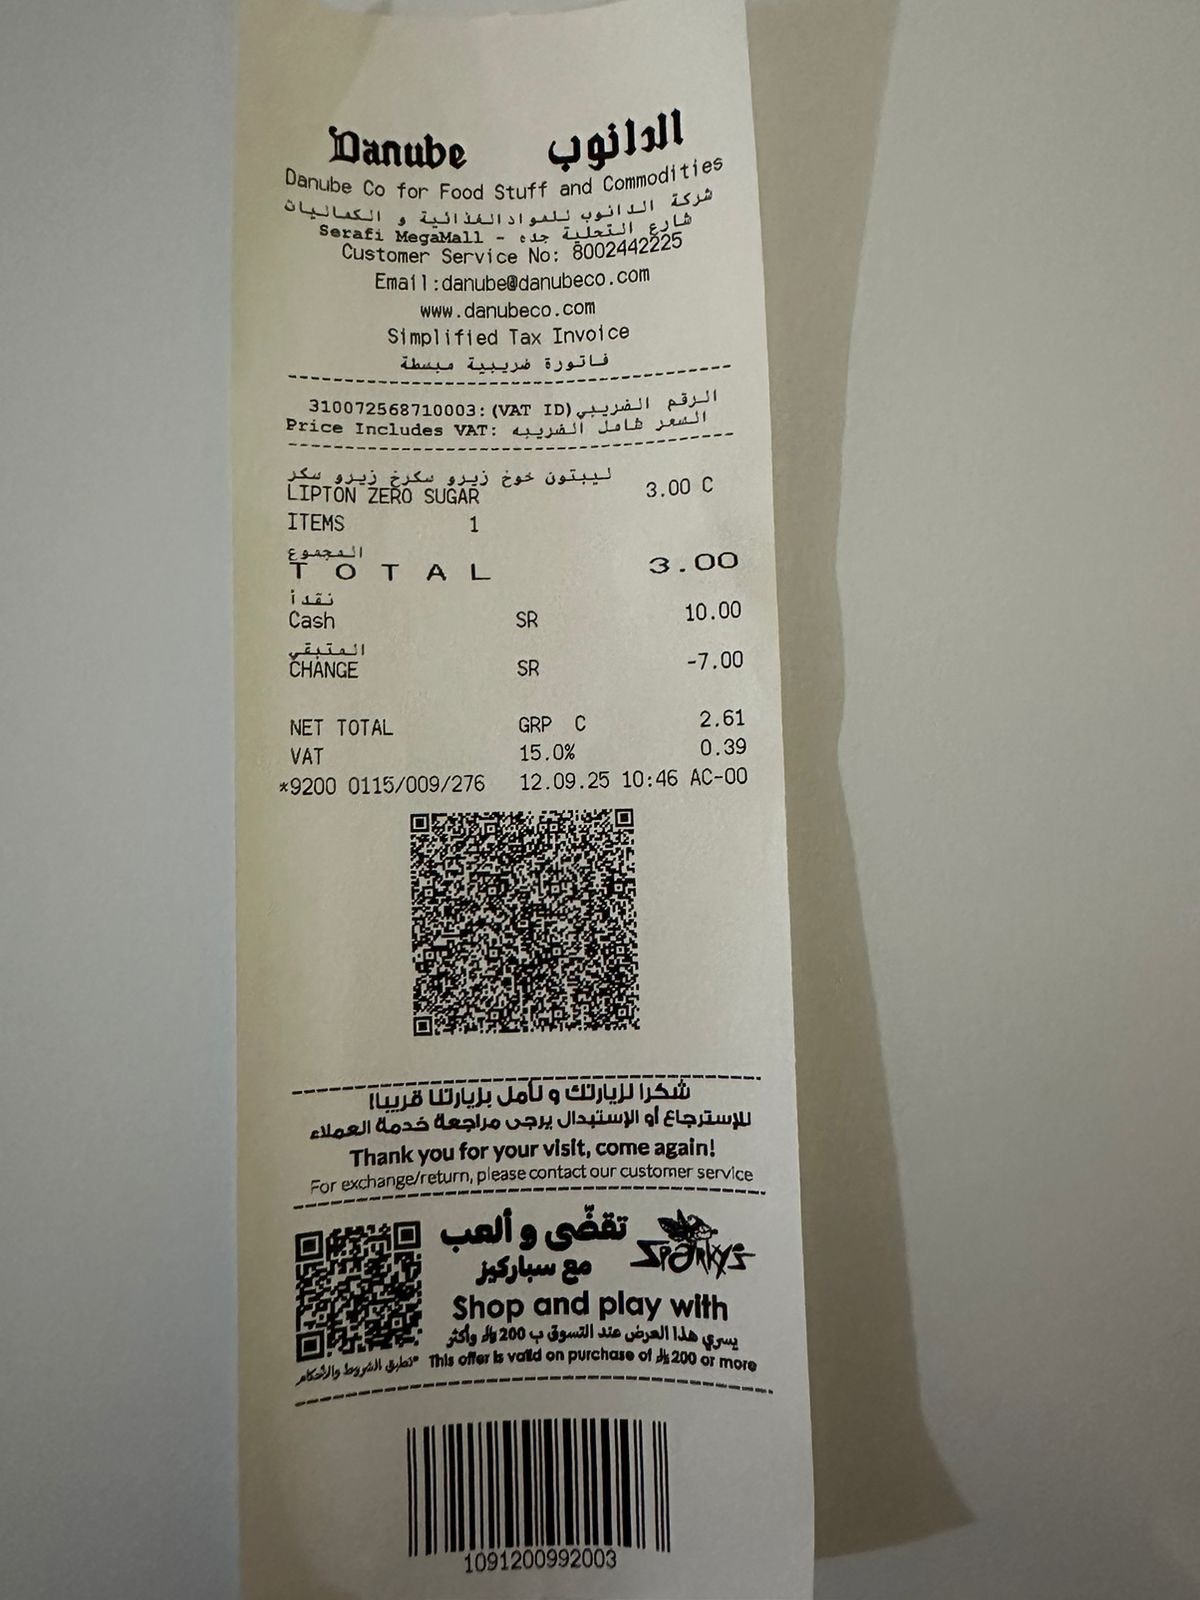 Danube الدانوب
Danube Co for Food Stuff and Commodities
شركة الدانوب للمواد الغذائية و الكماليات
Serafi MegaMall - شارع التحلية جده
Customer Service No: 8002442225
Email:danube@danubeco.com
www.danubeco.com
Simplified Tax Invoice
فاتورة ضريبية مبسطة
الرقم الضريبي(VAT ID):310072568710003
Price Includes VAT: السعر شامل الضريبه
ليبتون خوخ زيرو سكرخ زيرو سكر
LIPTON ZERO SUGAR 3.00 C
ITEMS 1
المجموع
TOTAL 3.00
نقداً
Cash SR 10.00
المتبقي
CHANGE SR -7.00
NET TOTAL GRP C 2.61
VAT 15.0% 0.39
*9200 0115/009/276 12.09.25 10:46 AC-00
شكرا لزيارتك و نأمل بزيارتنا قريبا!
للإسترجاع أو الإستبدال يرجى مراجعة خدمة العملاء
Thank you for your visit, come again!
For exchange/return, please contact our customer service
تقضّى و ألعب
مع سباركيز
SPARKY'S
Shop and play with
يسري هذا العرض عند التسوق ب 200 ⃁ وأكثر
This offer is valid on purchase of ⃁ 200 or more
*تطبق الشروط والأحكام
1091200992003